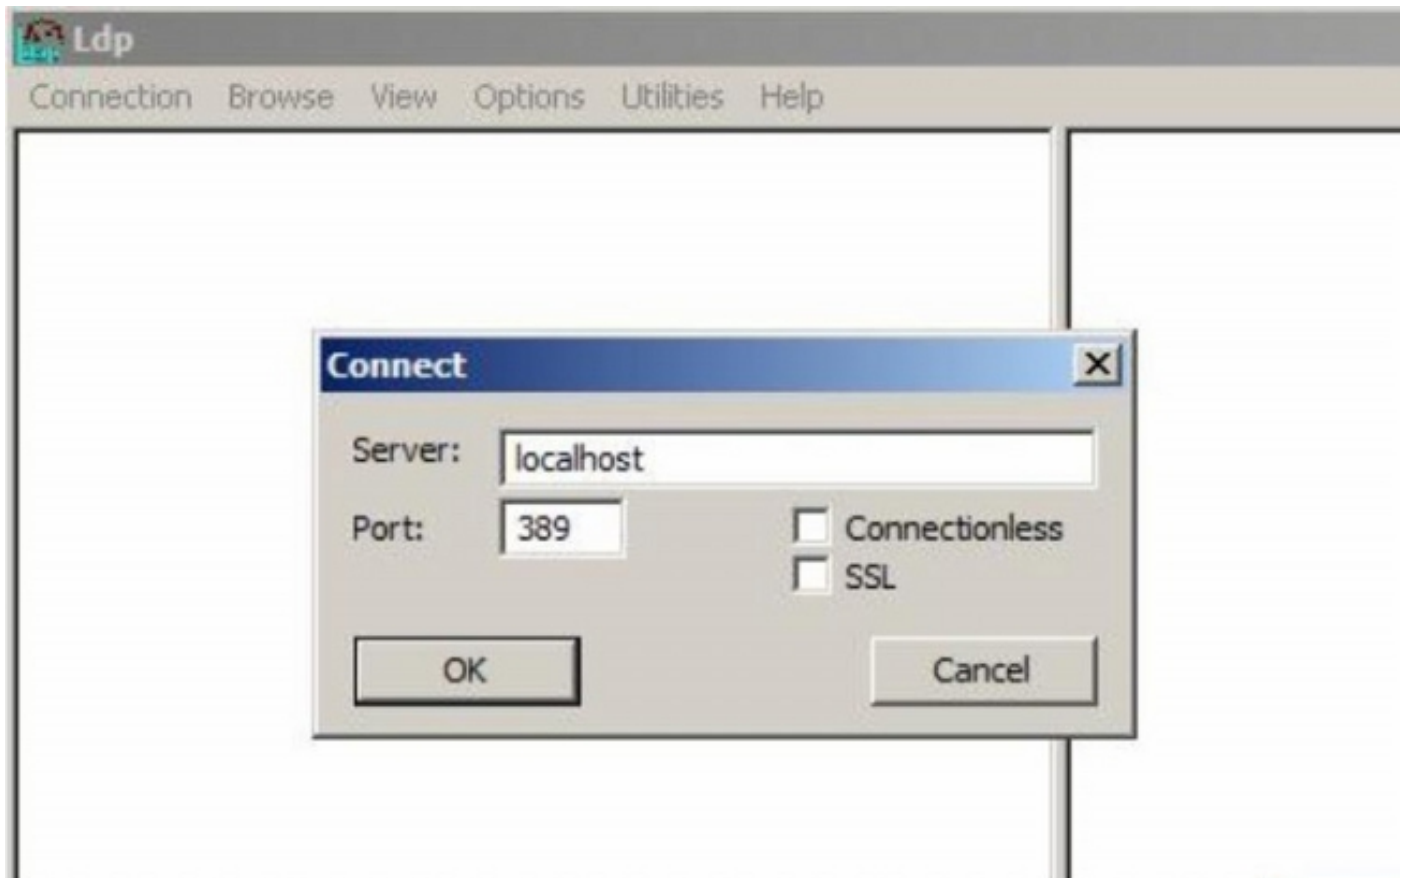 Ldp
Connection Browse View Options Utilities Help
Connect
Server: localhost
Port: 389
Connectionless
SSL
OK Cancel